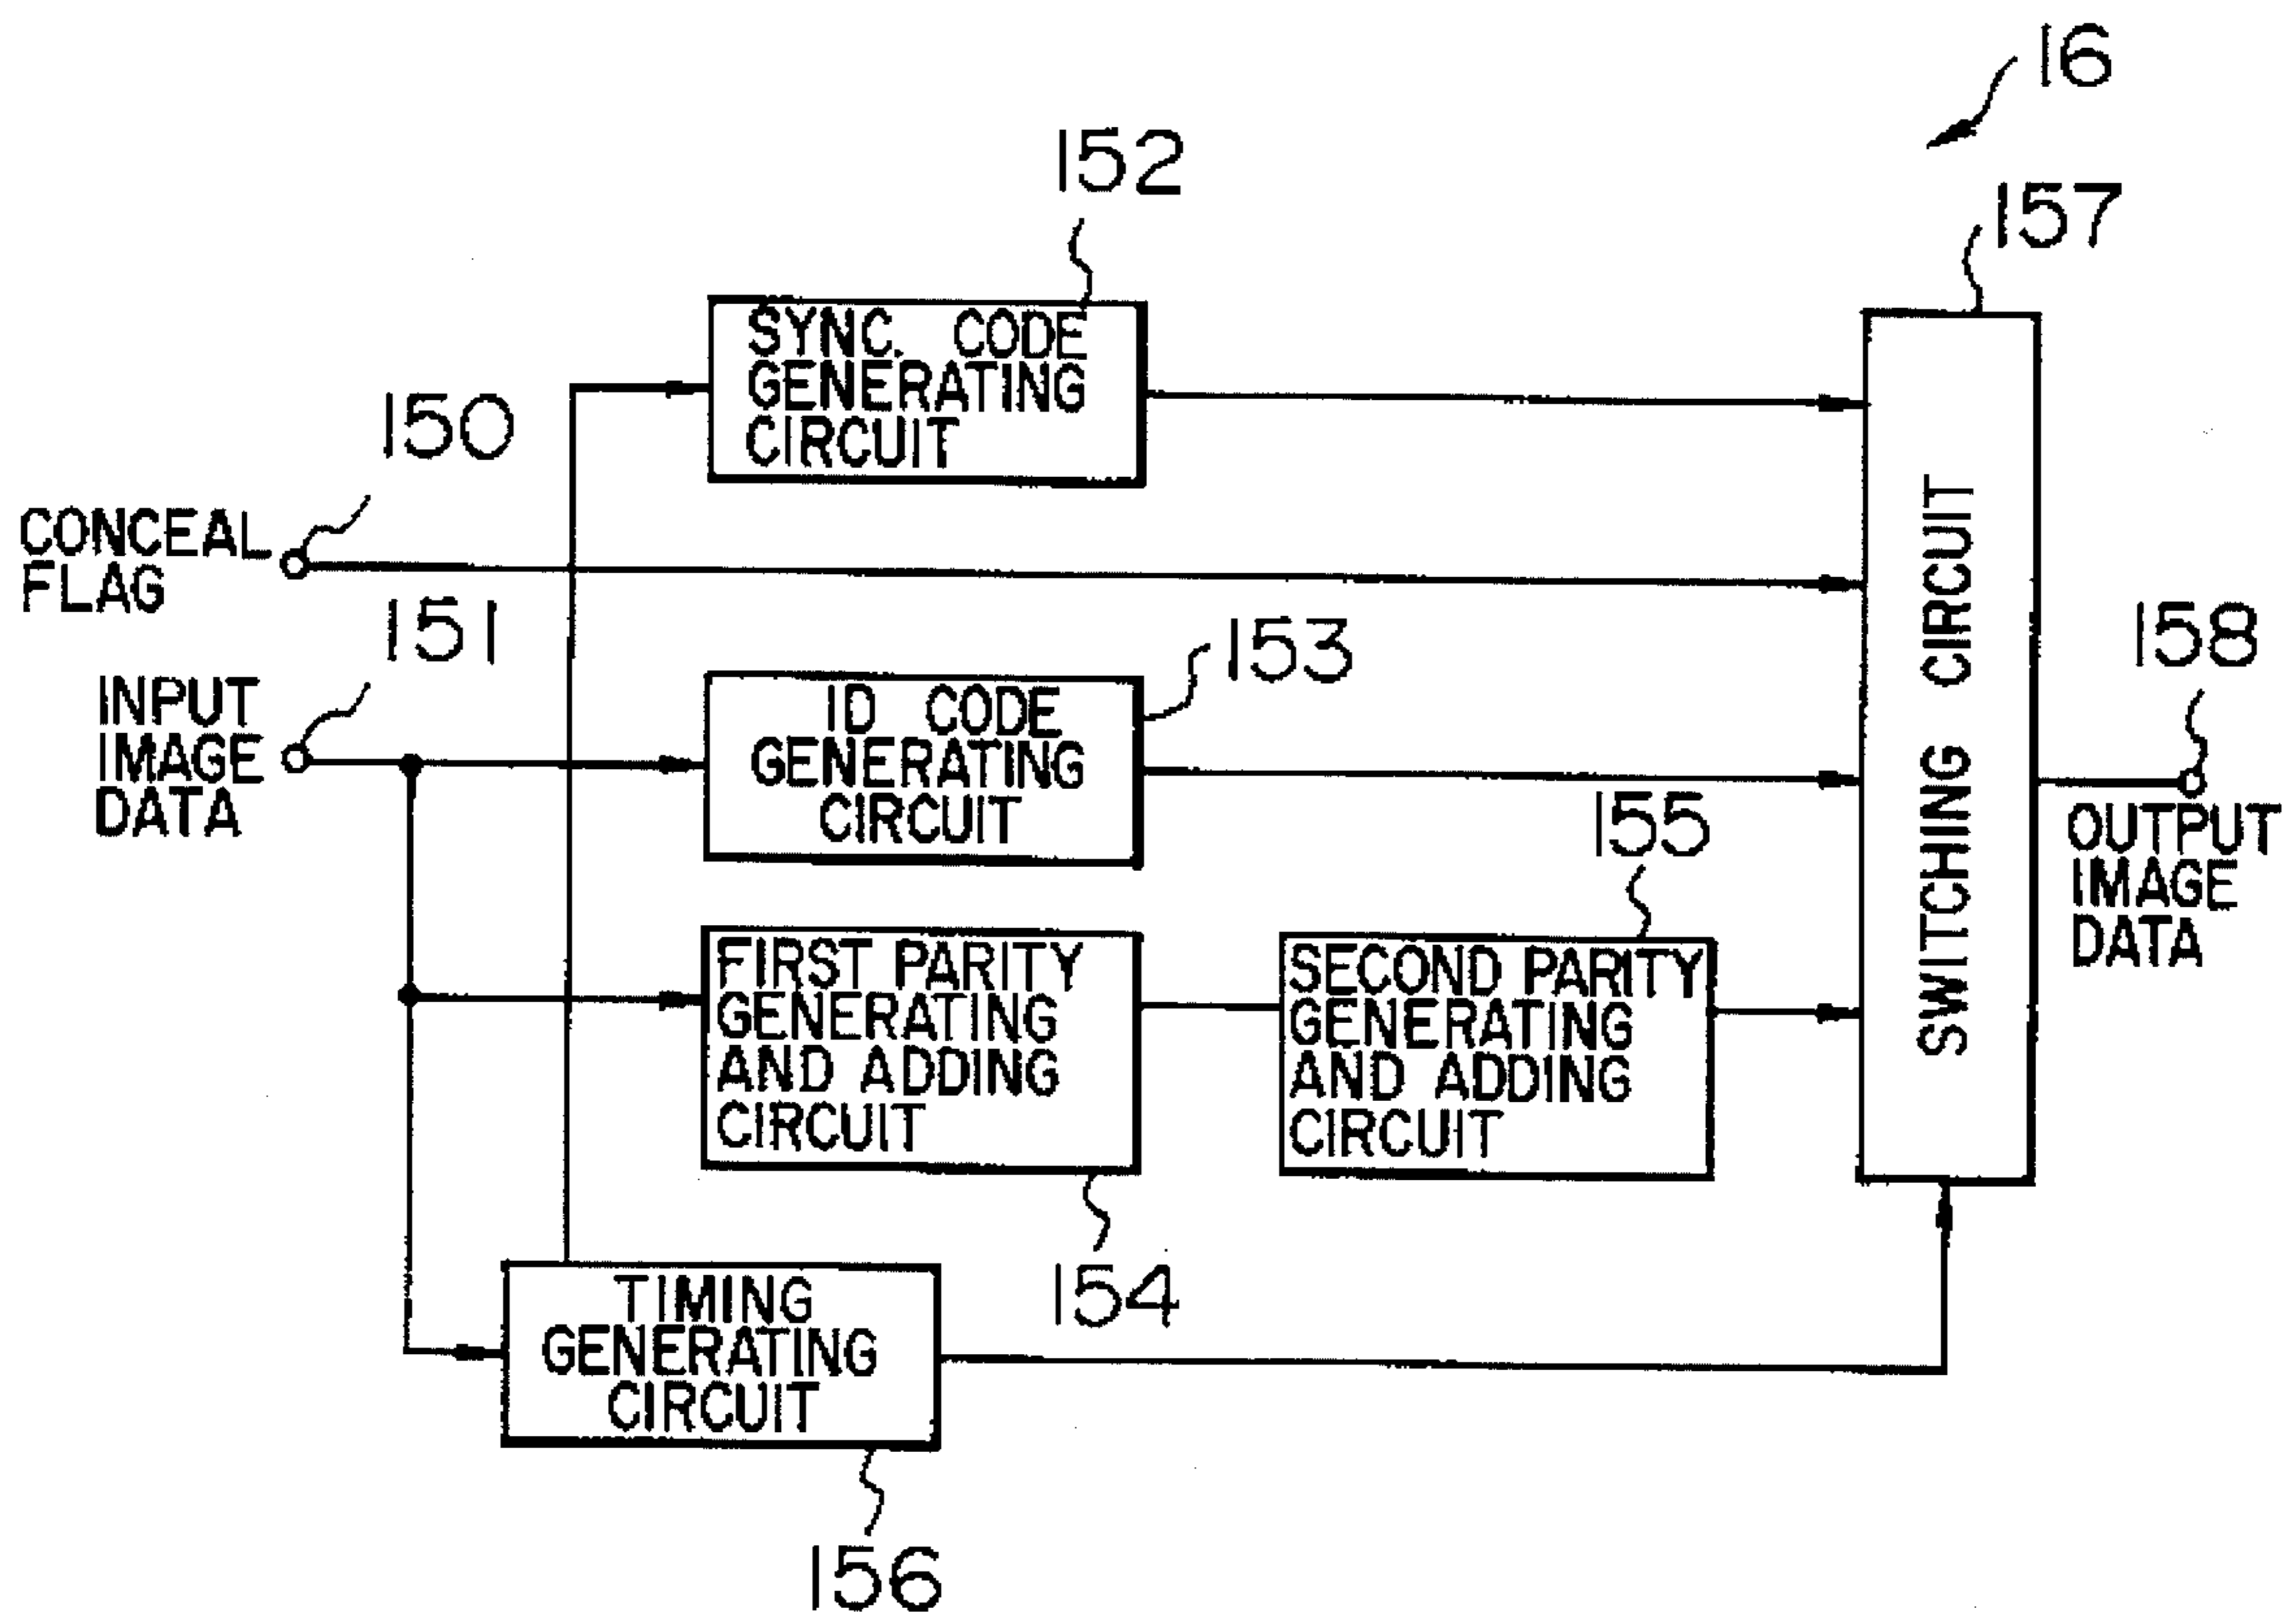 16
152
157
SYNC. CODE
GENERATING
CIRCUIT
150
CONCEAL
FLAG
151
INPUT
IMAGE
DATA
153
ID CODE
GENERATING
CIRCUIT
SWITCHING CIRCUIT
158
OUTPUT
IMAGE
DATA
155
FIRST PARITY
GENERATING
AND ADDING
CIRCUIT
SECOND PARITY
GENERATING
AND ADDING
CIRCUIT
154
TIMING
GENERATING
CIRCUIT
156